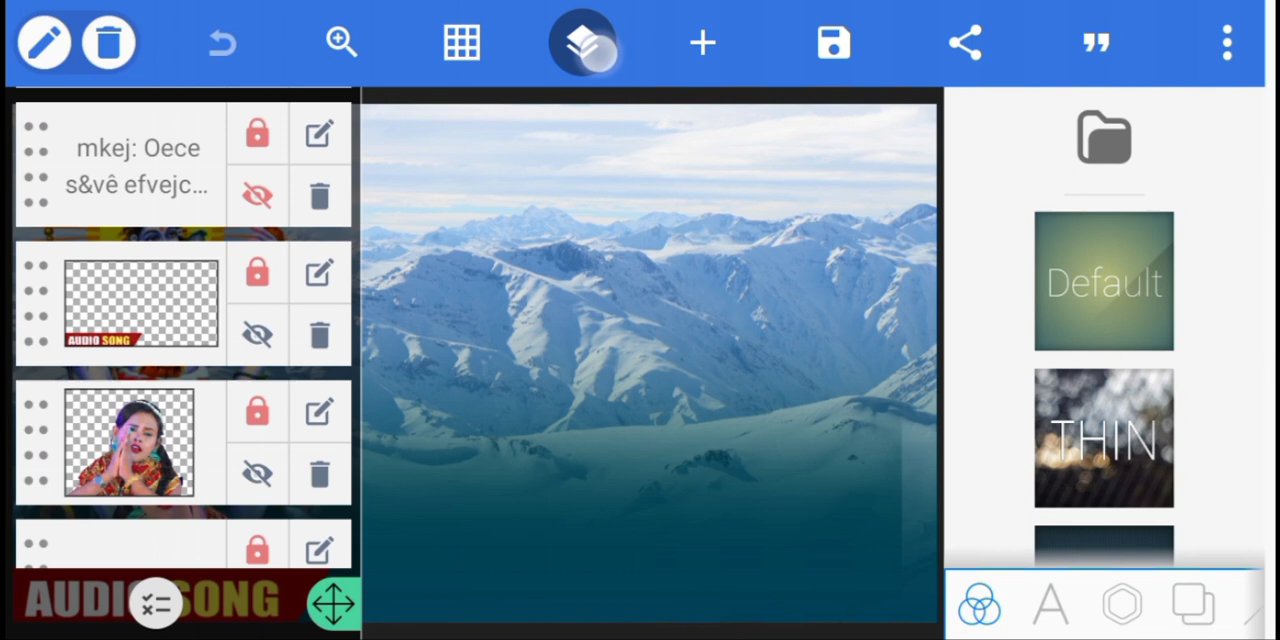 mkej: Oece
s&vê efvejc...
AUDIO SONG
AUDIO SONG
Default
THIN